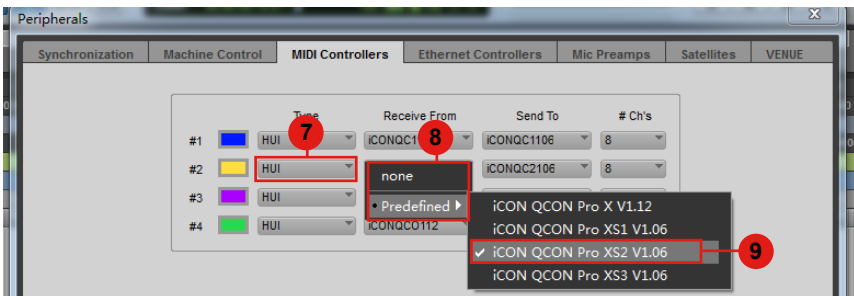 Peripherals
Synchronization Machine Control MIDI Controllers Ethernet Controllers Mic Preamps Satellites VENUE
Type Receive From Send To # Ch's
#1 HUI iCONQC1 iCONQC1106 8
7 8
#2 HUI iCONQC2106 8
none
#3 HUI
Predefined
iCON QCON Pro X V1.12
#4 HUI iCONQCO112
iCON QCON Pro XS1 V1.06
✓ iCON QCON Pro XS2 V1.06 9
iCON QCON Pro XS3 V1.06